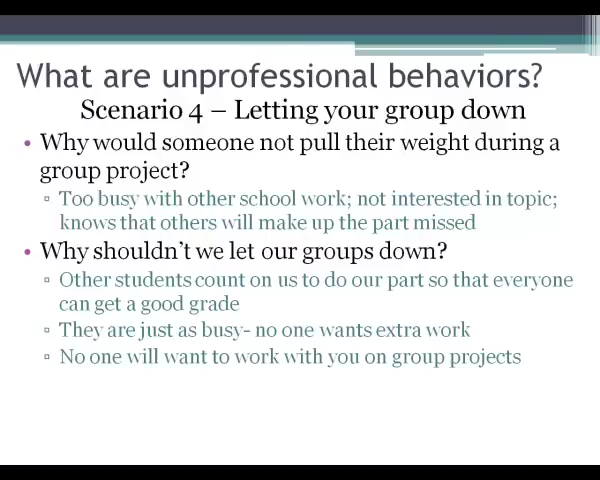 What are unprofessional behaviors?
Scenario 4 – Letting your group down
• Why would someone not pull their weight during a
group project?
▫ Too busy with other school work; not interested in topic;
knows that others will make up the part missed
• Why shouldn't we let our groups down?
▫ Other students count on us to do our part so that everyone
can get a good grade
▫ They are just as busy- no one wants extra work
▫ No one will want to work with you on group projects